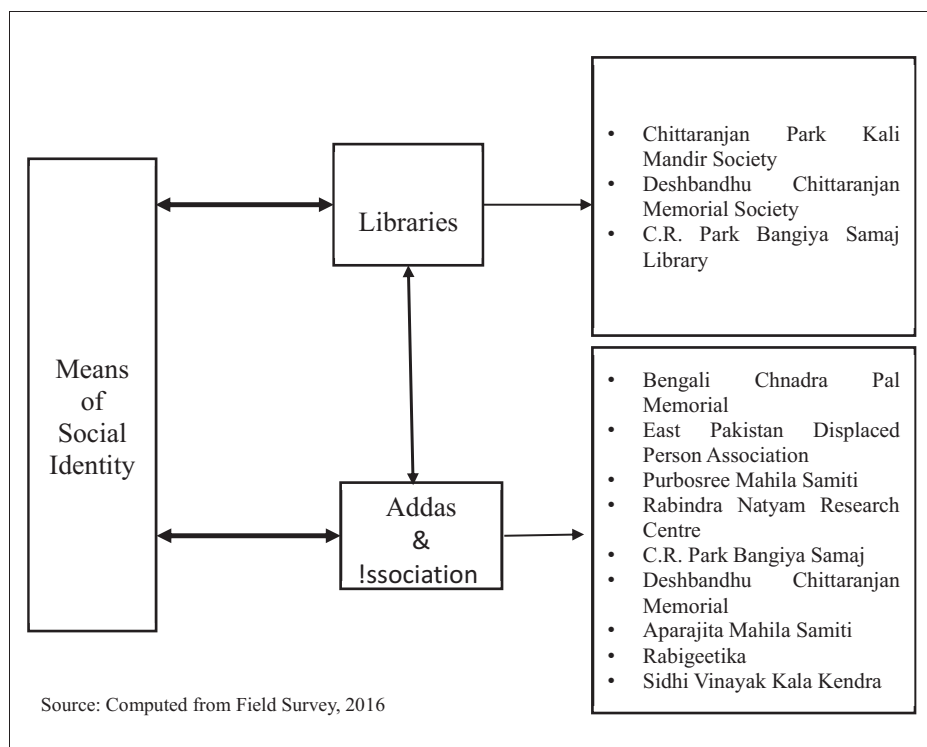 Means
of
Social
Identity
Libraries
Addas
&
!ssociation
• Chittaranjan Park Kali
Mandir Society
• Deshbandhu Chittaranjan
Memorial Society
• C.R. Park Bangiya Samaj
Library
• Bengali Chnadra Pal
Memorial
• East Pakistan Displaced
Person Association
• Purbosree Mahila Samiti
• Rabindra Natyam Research
Centre
• C.R. Park Bangiya Samaj
• Deshbandhu Chittaranjan
Memorial
• Aparajita Mahila Samiti
• Rabigeetika
• Sidhi Vinayak Kala Kendra
Source: Computed from Field Survey, 2016